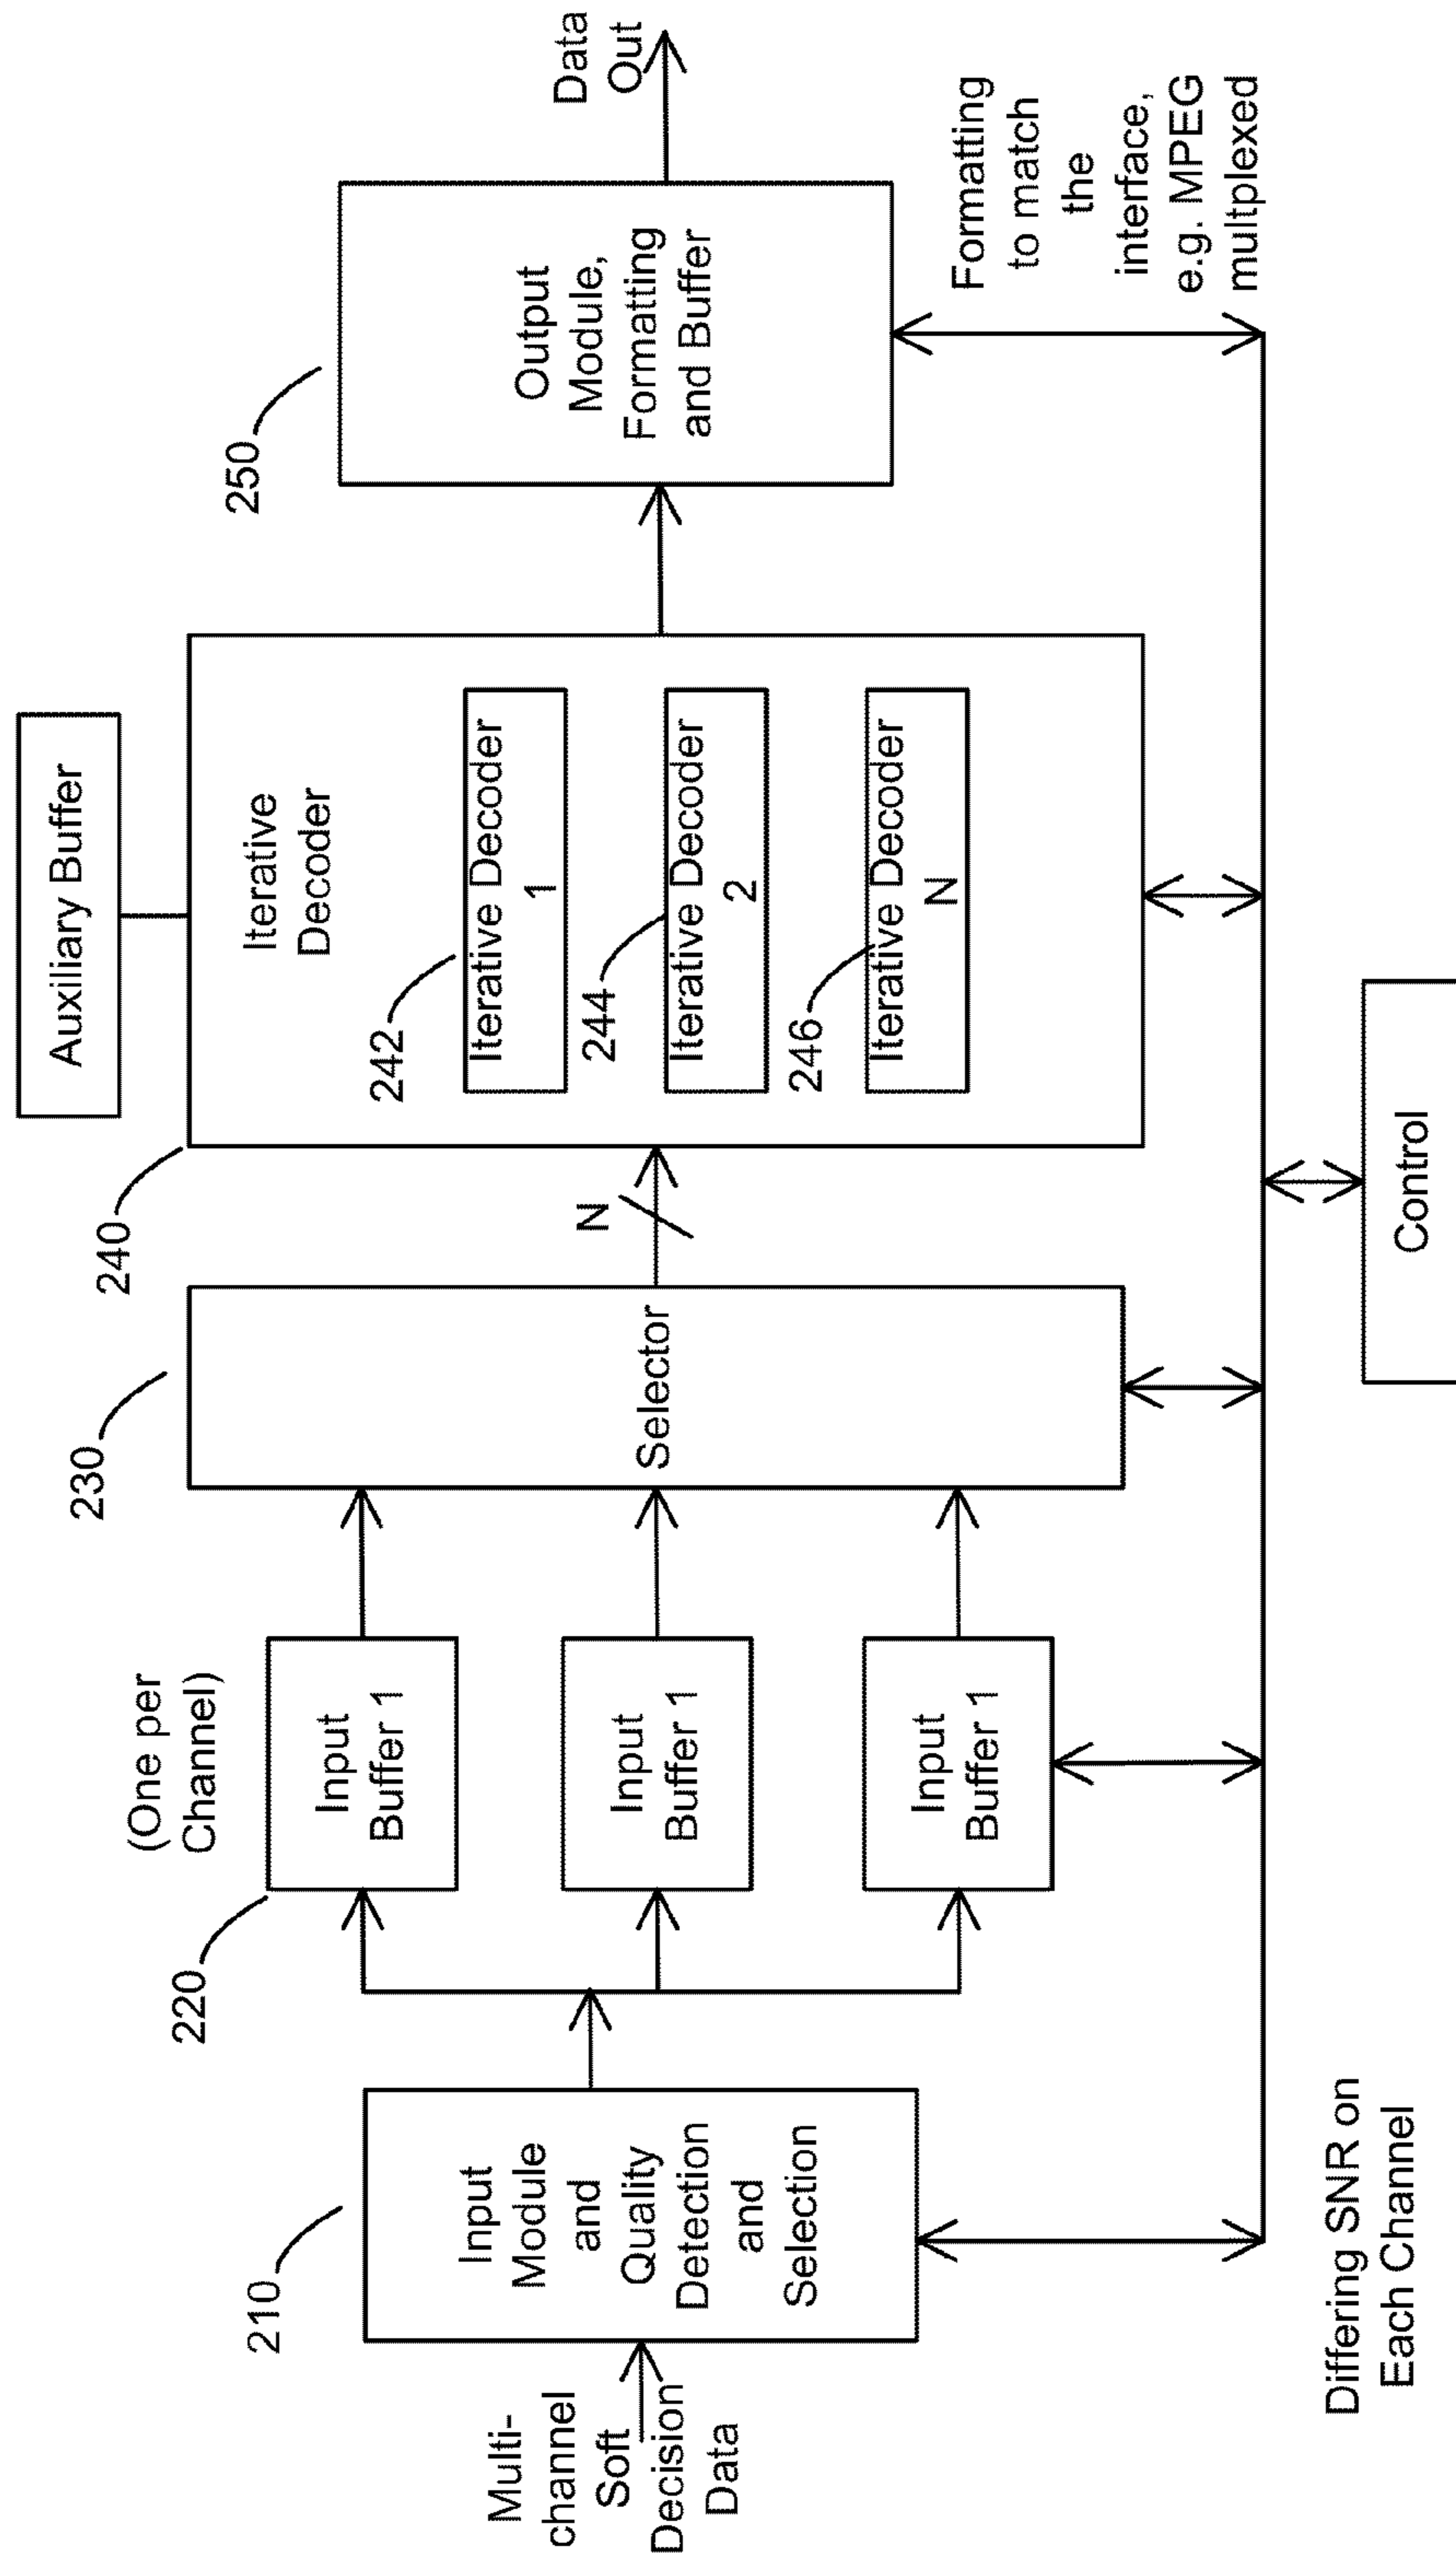 Auxiliary Buffer
250
240
230
(One per
Channel)
220
210
Multi-
channel
Soft
Decision
Data
Input
Module
and
Quality
Detection
and
Selection
Input
Buffer 1
Input
Buffer 1
Input
Buffer 1
Selector
N
Iterative
Decoder
242
Iterative Decoder
1
244
Iterative Decoder
2
246
Iterative Decoder
N
Output
Module,
Formatting
and Buffer
Data
Out
Formatting
to match
the
interface,
e.g. MPEG
multplexed
Differing SNR on
Each Channel
Control